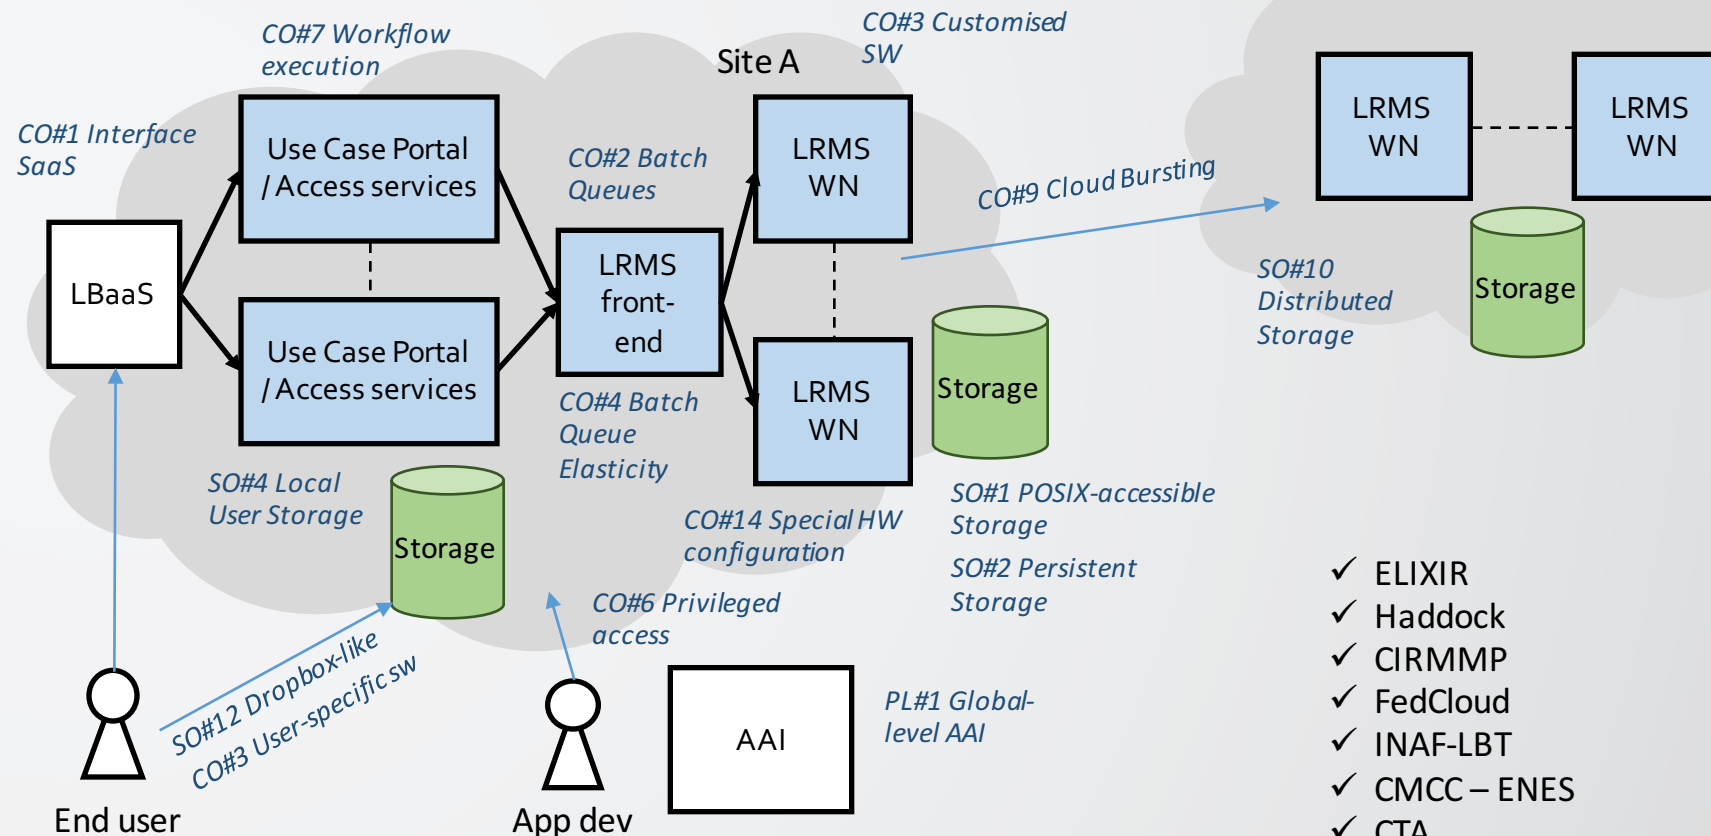 CO#7 Workflow
execution
Site A
CO#3 Customised
SW
CO#1 Interface
SaaS
Use Case Portal
/ Access services
CO#2 Batch
Queues
LRMS
WN
CO#9 Cloud Bursting
LRMS
WN
LRMS
WN
LBaaS
LRMS
front-
end
SO#10
Distributed
Storage
Storage
Use Case Portal
/ Access services
CO#4 Batch
Queue
Elasticity
LRMS
WN
Storage
SO#4 Local
User Storage
Storage
CO#14 Special HW
configuration
SO#1 POSIX-accessible
Storage
SO#2 Persistent
Storage
CO#6 Privileged
access
SO#12 Dropbox-like
CO#3 User-specific sw
AAI
PL#1 Global-
level AAI
End user
App dev
✓ ELIXIR
✓ Haddock
✓ CIRMMP
✓ FedCloud
✓ INAF-LBT
✓ CMCC – ENES
✓ CTA